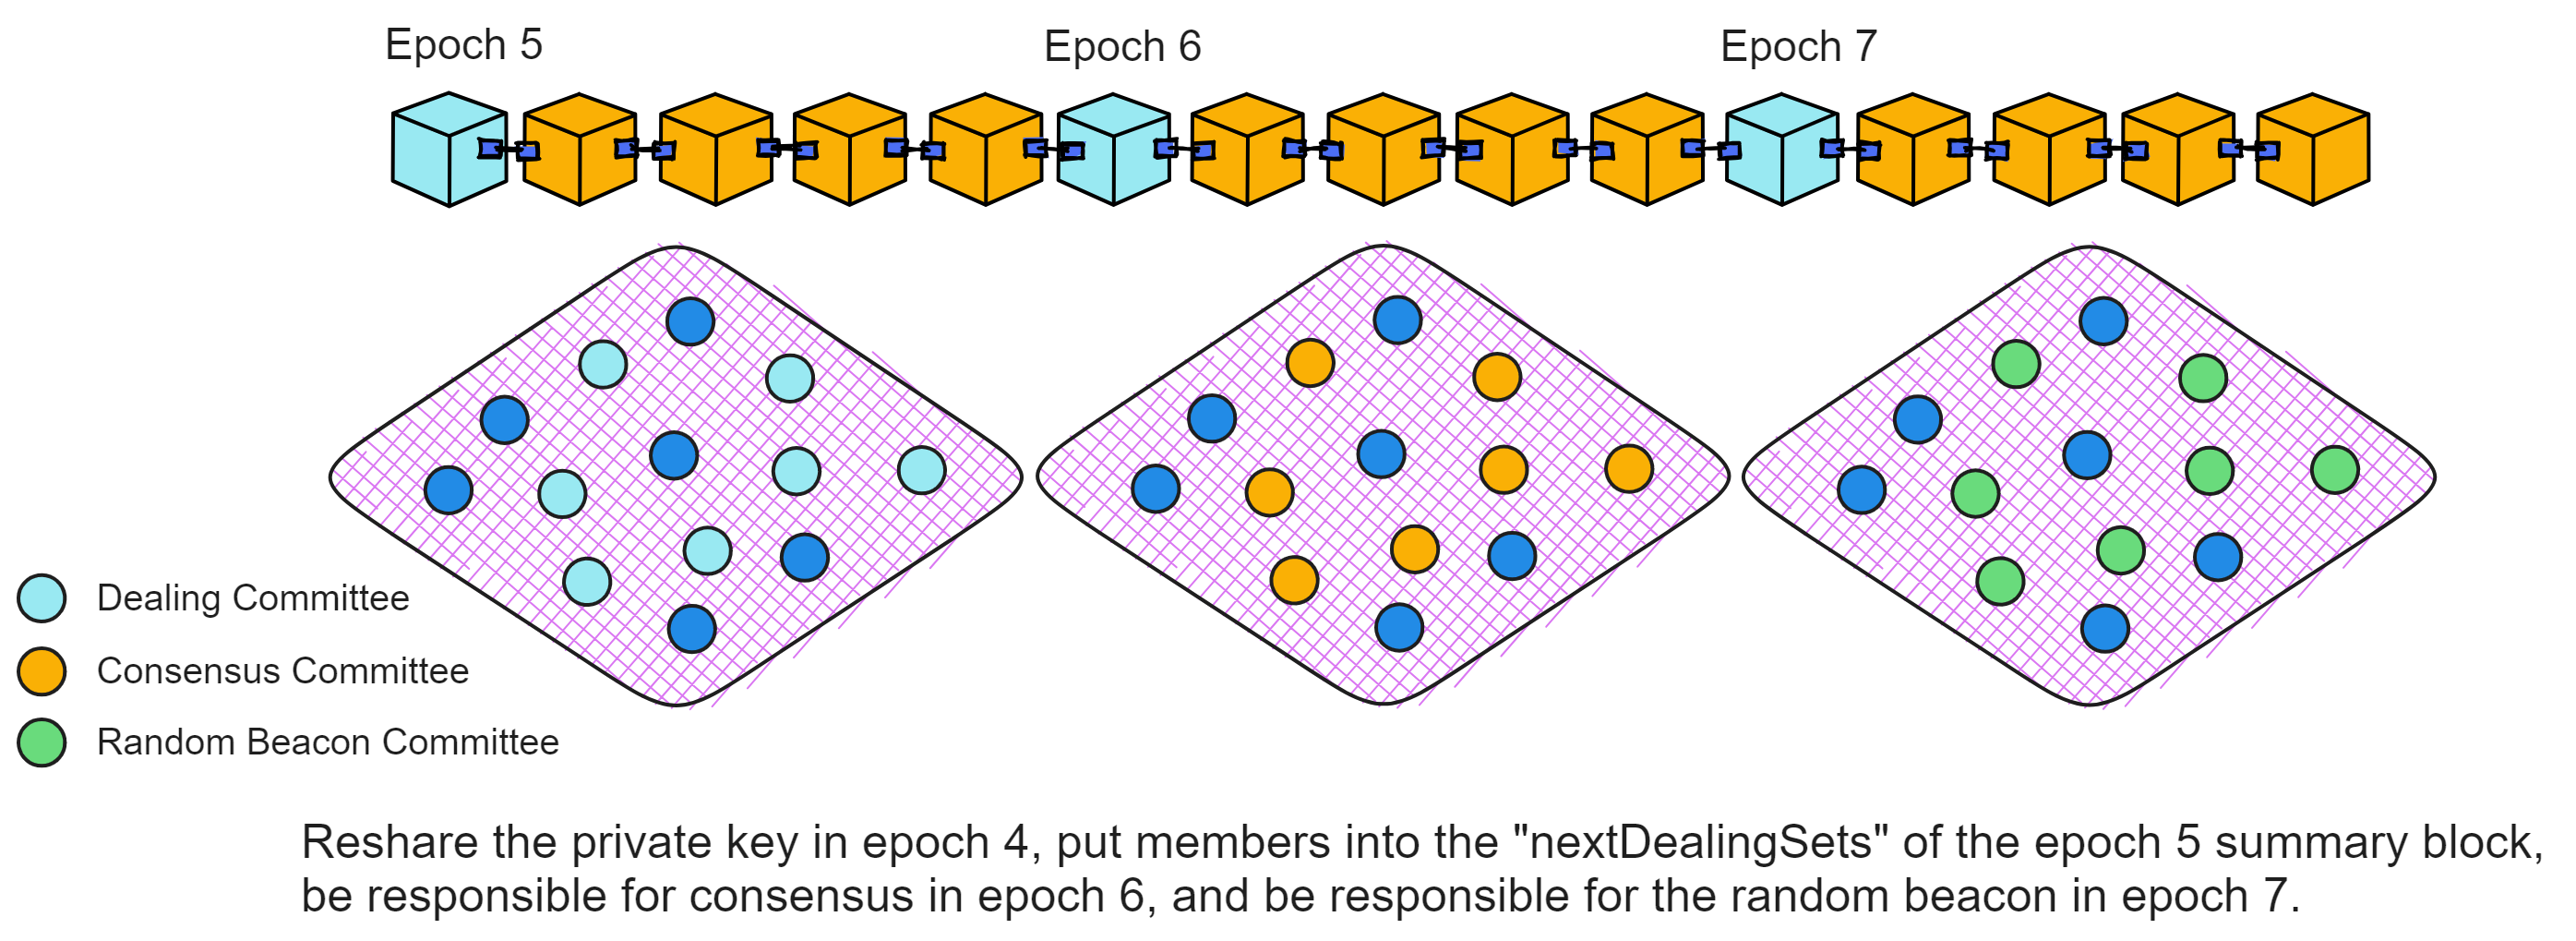 Epoch 5
Epoch 6
Epoch 7
Dealing Committee
Consensus Committee
Random Beacon Committee
Reshare the private key in epoch 4, put members into the "nextDealingSets" of the epoch 5 summary block,
be responsible for consensus in epoch 6, and be responsible for the random beacon in epoch 7.